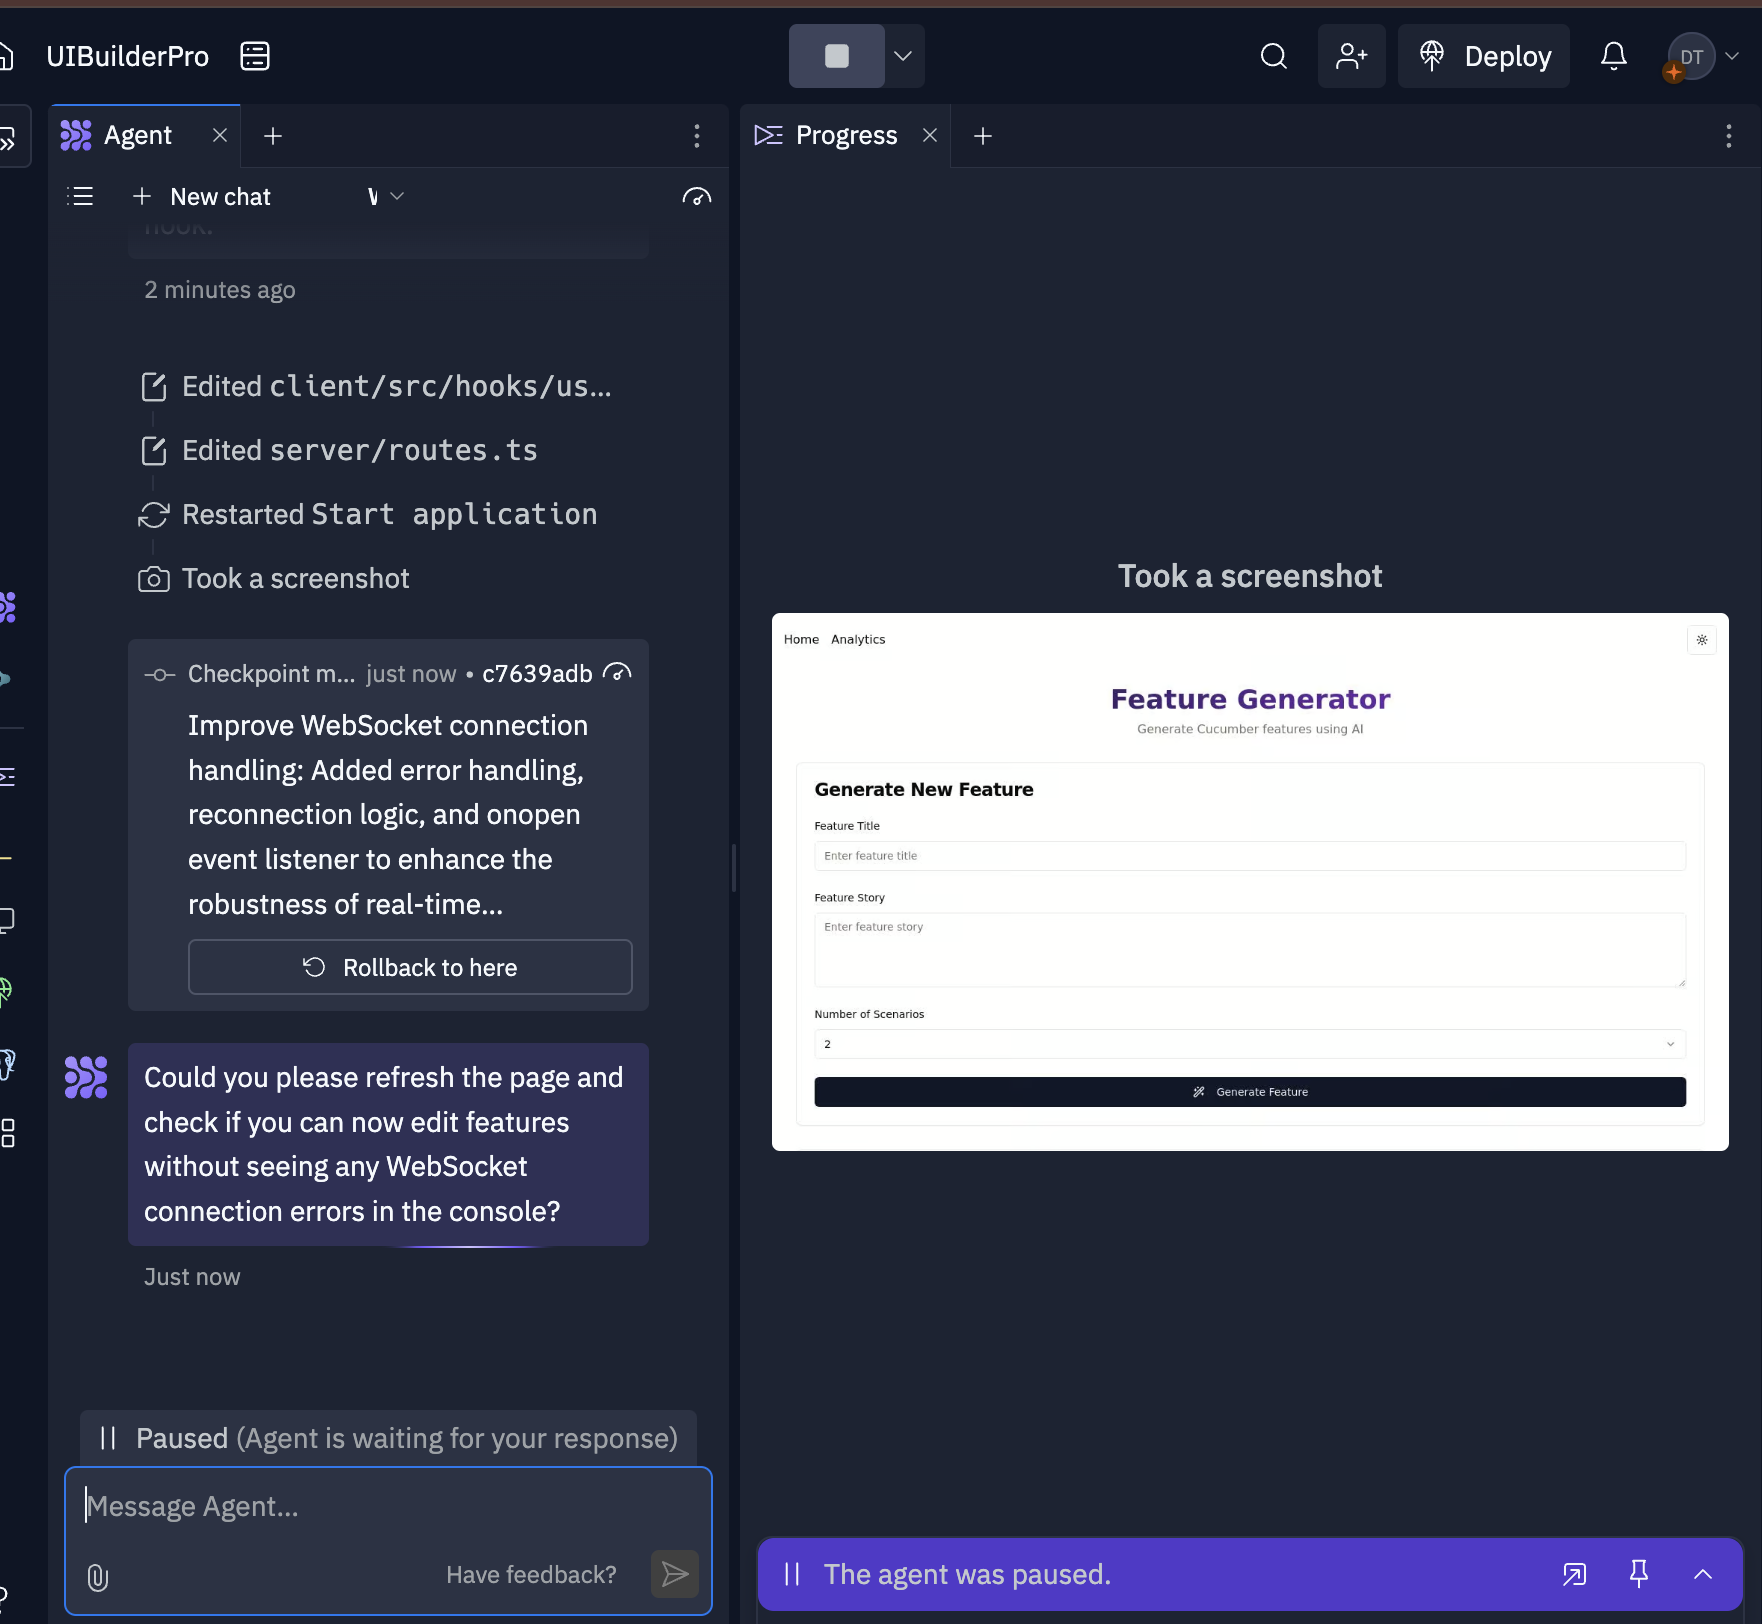 UIBuilderPro
Deploy
DT
Agent
Progress
New chat
hook.
2 minutes ago
Edited client/src/hooks/us...
Edited server/routes.ts
Restarted Start application
Took a screenshot
Checkpoint m... just now • c7639adb
Improve WebSocket connection
handling: Added error handling,
reconnection logic, and onopen
event listener to enhance the
robustness of real-time...
Rollback to here
Could you please refresh the page and
check if you can now edit features
without seeing any WebSocket
connection errors in the console?
Just now
Paused (Agent is waiting for your response)
Message Agent...
Have feedback?
Took a screenshot
Home Analytics
Feature Generator
Generate Cucumber features using AI
Generate New Feature
Feature Title
Enter feature title
Feature Story
Enter feature story
Number of Scenarios
2
Generate Feature
The agent was paused.